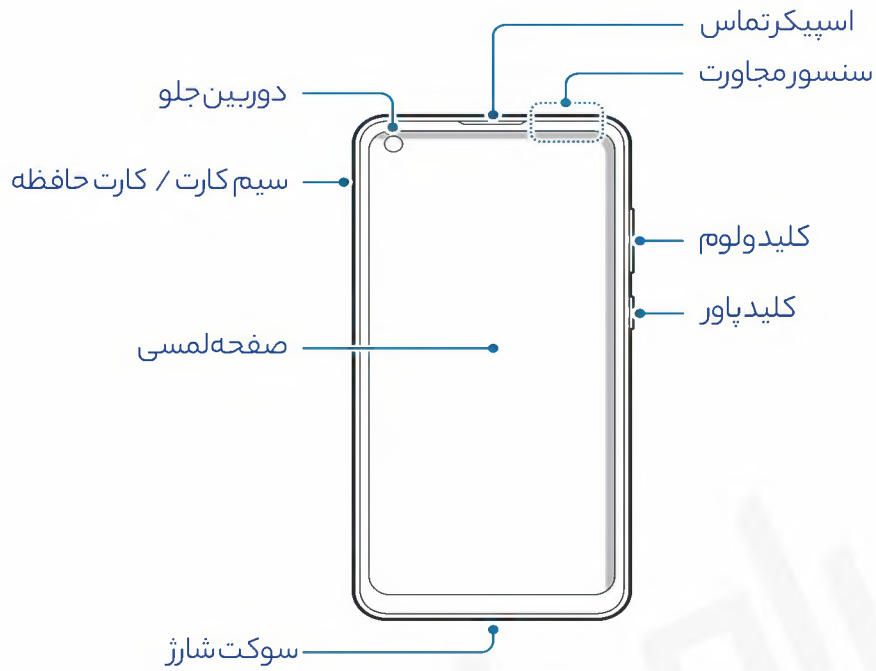 اسپیکر تماس
سنسور مجاورت
دوربین جلو
سیم کارت / کارت حافظه
کلید ولوم
کلید پاور
صفحه لمسی
سوکت شارژ